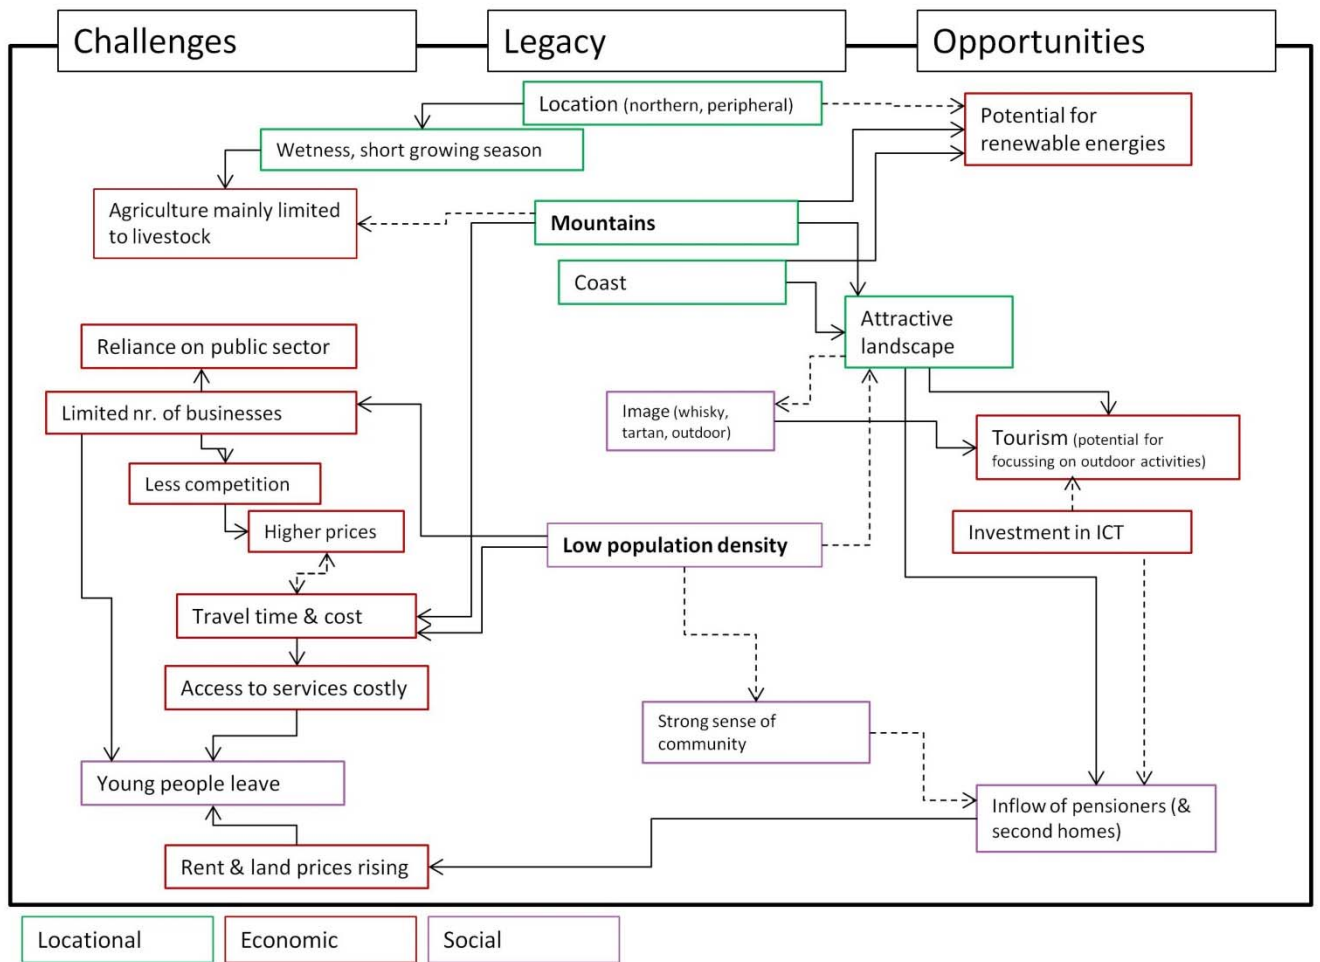 Challenges
Legacy
Opportunities
Location (northern, peripheral)
Potential for
renewable energies
Wetness, short growing season
Agriculture mainly limited
to livestock
Mountains
Coast
Attractive
landscape
Reliance on public sector
Limited nr. of businesses
Image (whisky,
tartan, outdoor)
Tourism (potential for
focussing on outdoor activities)
Less competition
Higher prices
Low population density
Investment in ICT
Travel time & cost
Access to services costly
Strong sense of
community
Young people leave
Inflow of pensioners (&
second homes)
Rent & land prices rising
Locational
Economic
Social